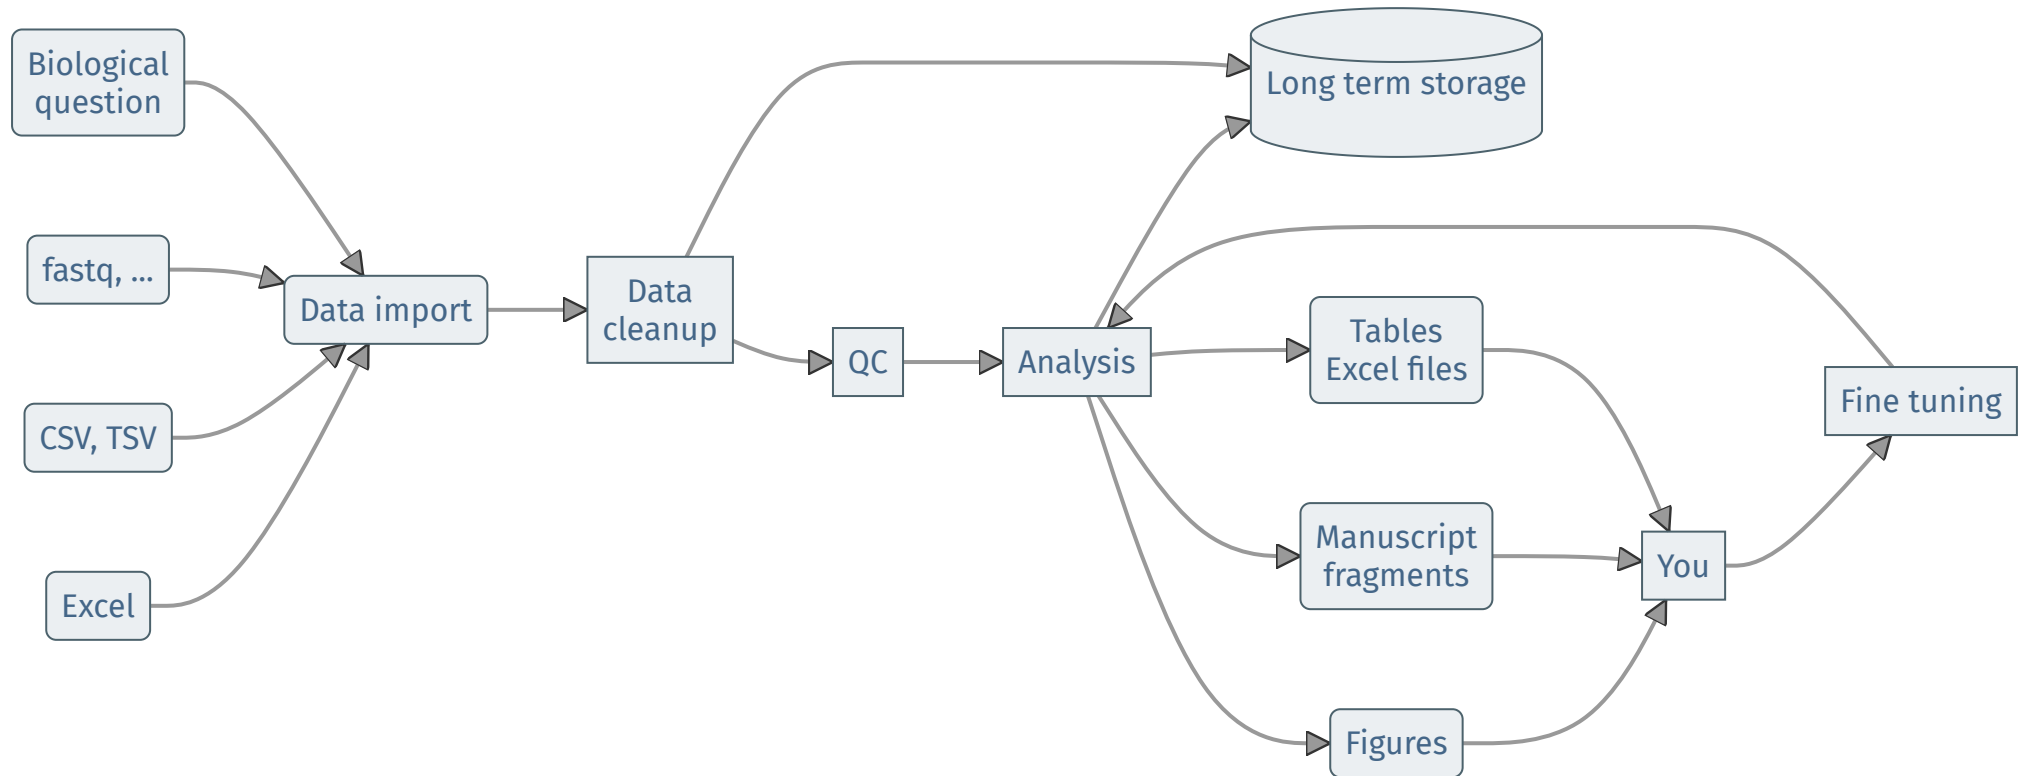 Biological
question
fastq, ...
CSV, TSV
Excel
Data import
Data
cleanup
QC
Analysis
Long term storage
Tables
Excel files
Manuscript
fragments
Figures
You
Fine tuning